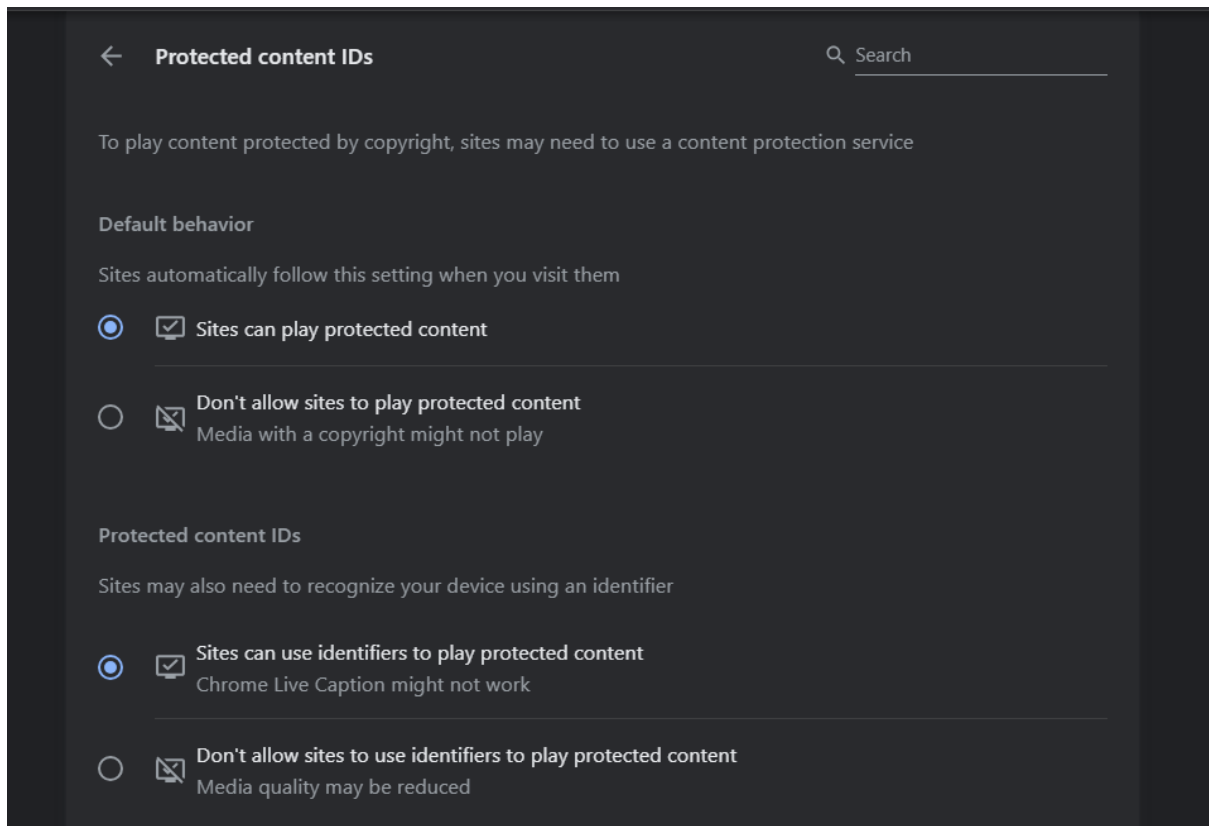 Protected content IDs
Search
To play content protected by copyright, sites may need to use a content protection service
Default behavior
Sites automatically follow this setting when you visit them
Sites can play protected content
Don't allow sites to play protected content
Media with a copyright might not play
Protected content IDs
Sites may also need to recognize your device using an identifier
Sites can use identifiers to play protected content
Chrome Live Caption might not work
Don't allow sites to use identifiers to play protected content
Media quality may be reduced